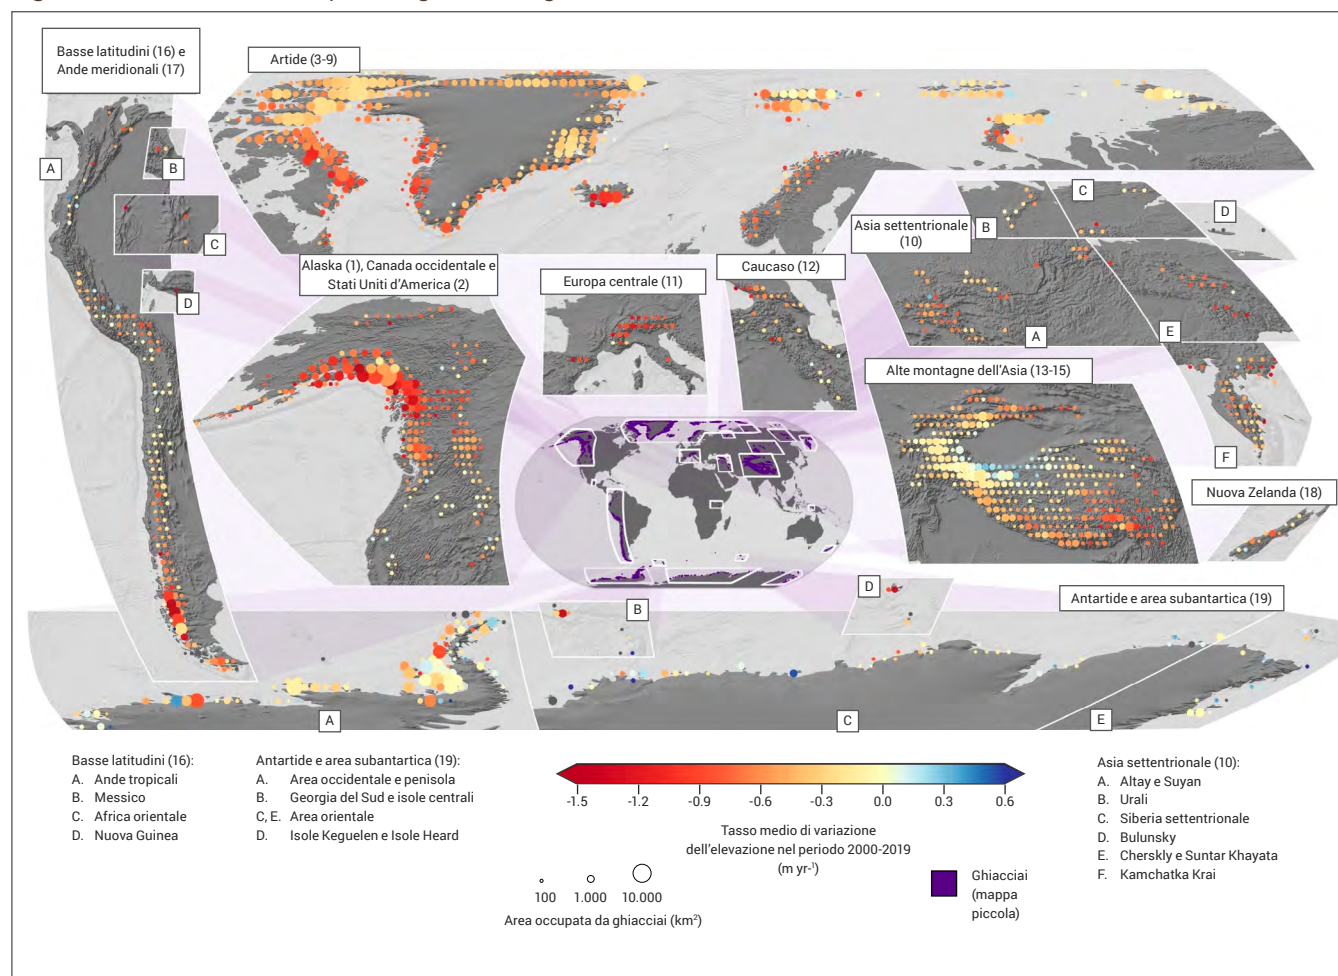 Basse latitudini (16) e
Ande meridionali (17)
Artide (3-9)
A
B
C
D
Alaska (1), Canada occidentale e
Stati Uniti d'America (2)
Europa centrale (11)
Caucaso (12)
Asia settentrionale
(10)
B
C
D
A
E
F
Alte montagne dell'Asia (13-15)
Nuova Zelanda (18)
Antartide e area subantartica (19)
A
B
D
C
E
Basse latitudini (16):
A. Ande tropicali
B. Messico
C. Africa orientale
D. Nuova Guinea
Antartide e area subantartica (19):
A. Area occidentale e penisola
B. Georgia del Sud e isole centrali
C, E. Area orientale
D. Isole Keguelen e Isole Heard
-1.5 -1.2 -0.9 -0.6 -0.3 0.0 0.3 0.6
Tasso medio di variazione
dell'elevazione nel periodo 2000-2019
(m yr-¹)
100 1.000 10.000
Area occupata da ghiacciai (km²)
Ghiacciai
(mappa
piccola)
Asia settentrionale (10):
A. Altay e Suyan
B. Urali
C. Siberia settentrionale
D. Bulunsky
E. Cherskly e Suntar Khayata
F. Kamchatka Krai